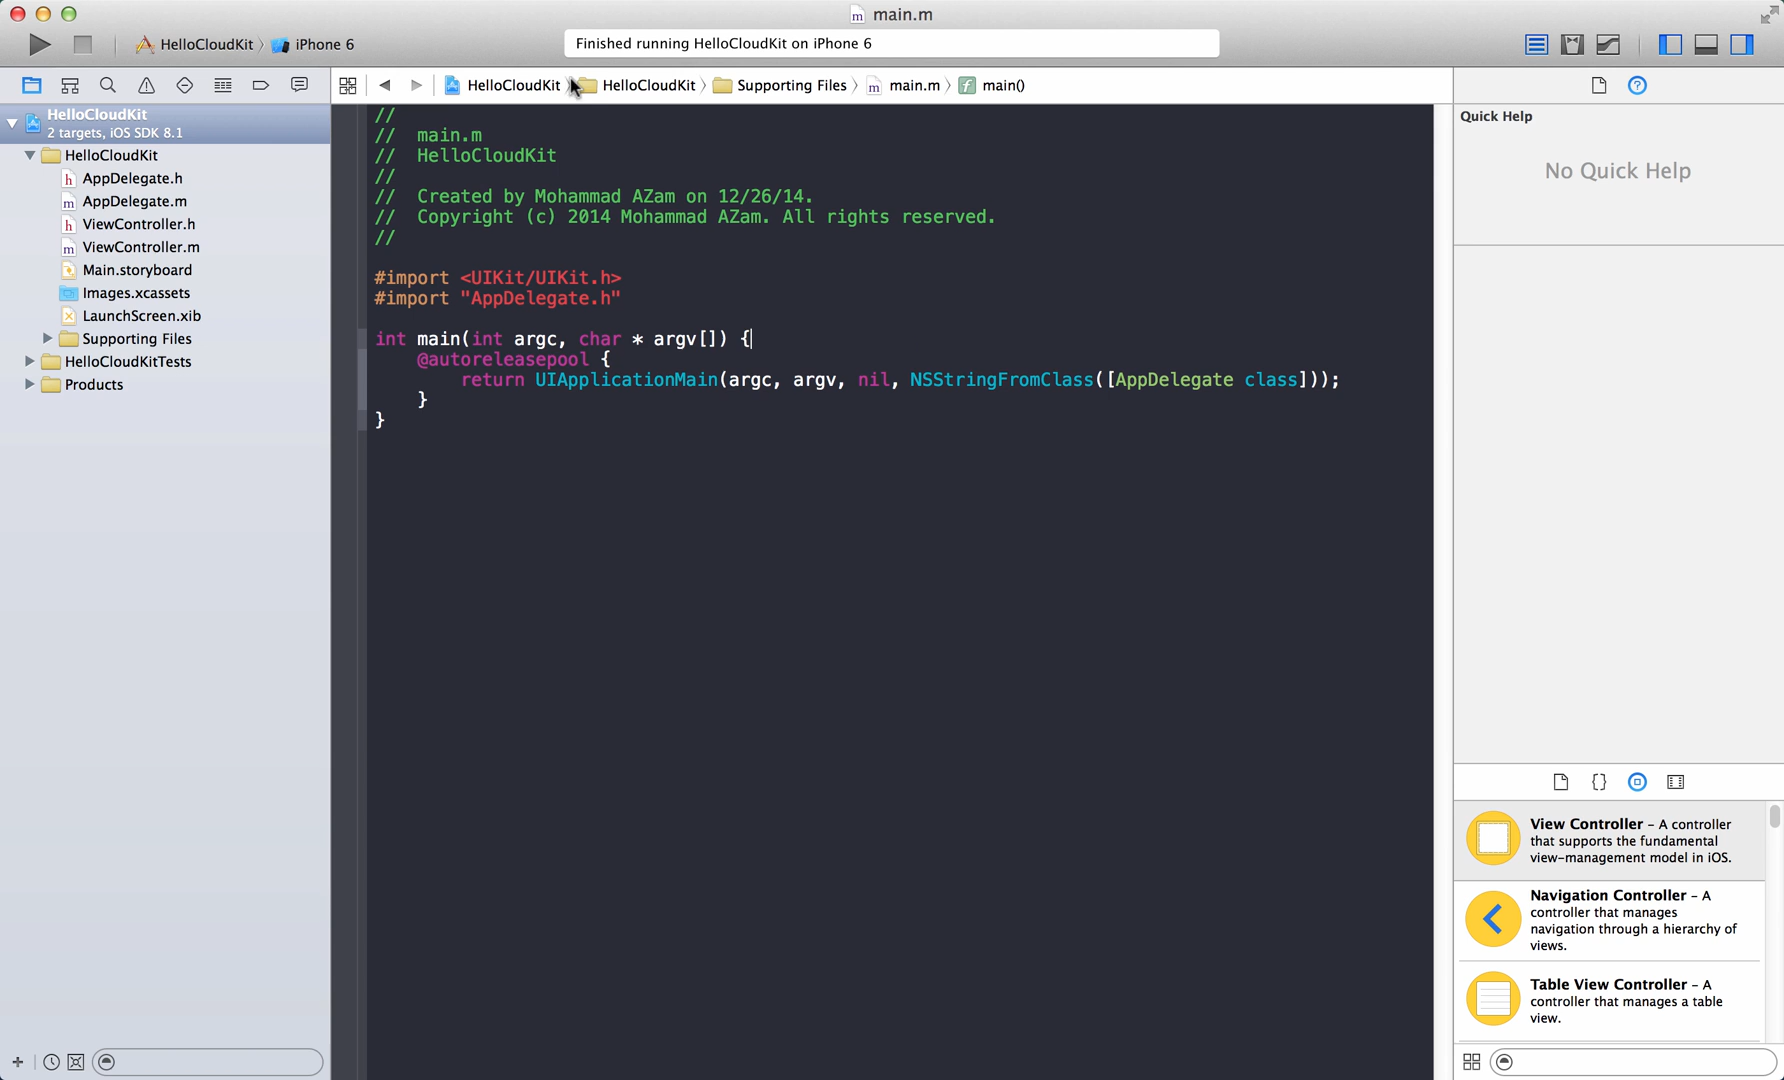 main.m
HelloCloudKit
iPhone 6
Finished running HelloCloudKit on iPhone 6
HelloCloudKit
HelloCloudKit
Supporting Files
main.m
main()
HelloCloudKit
2 targets, iOS SDK 8.1
HelloCloudKit
AppDelegate.h
AppDelegate.m
ViewController.h
ViewController.m
Main.storyboard
Images.xcassets
LaunchScreen.xib
Supporting Files
HelloCloudKitTests
Products
//
//  main.m
//  HelloCloudKit
//
//  Created by Mohammad AZam on 12/26/14.
//  Copyright (c) 2014 Mohammad AZam. All rights reserved.
//
#import <UIKit/UIKit.h>
#import "AppDelegate.h"
int main(int argc, char * argv[]) {
    @autoreleasepool {
        return UIApplicationMain(argc, argv, nil, NSStringFromClass([AppDelegate class]));
    }
}
Quick Help
No Quick Help
View Controller – A controller
that supports the fundamental
view-management model in iOS.
Navigation Controller – A
controller that manages
navigation through a hierarchy of
views.
Table View Controller – A
controller that manages a table
view.